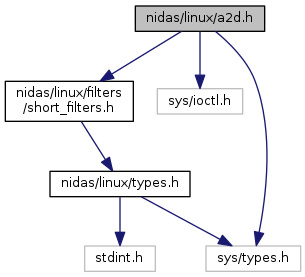 nidas/linux/a2d.h
nidas/linux/filters
/short_filters.h
sys/ioctl.h
nidas/linux/types.h
stdint.h
sys/types.h